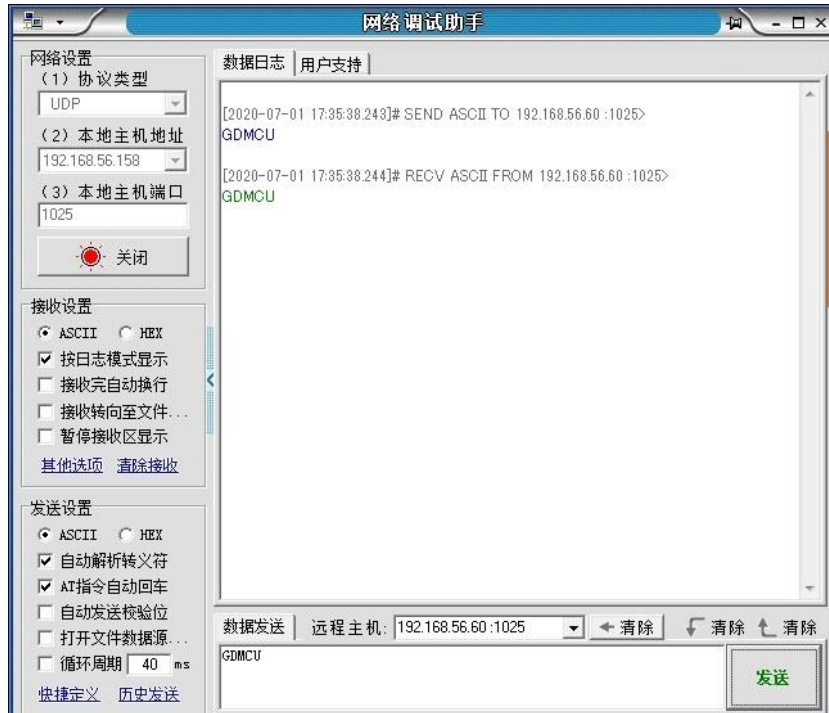 网络调试助手
网络设置
(1) 协议类型
UDP
(2) 本地主机地址
192.168.56.158
(3) 本地主机端口
1025
关闭
接收设置
ASCII HEX
按日志模式显示
接收完自动换行
接收转向至文件...
暂停接收区显示
其他选项 清除接收
发送设置
ASCII HEX
自动解析转义符
AT指令自动回车
自动发送校验位
打开文件数据源...
循环周期 40 ms
快捷定义 历史发送
数据日志 用户支持
[2020-07-01 17:35:38.243]# SEND ASCII TO 192.168.56.60 :1025>
GDMCU
[2020-07-01 17:35:38.244]# RECV ASCII FROM 192.168.56.60 :1025>
GDMCU
数据发送 远程主机: 192.168.56.60 :1025 清除 清除 清除
GDMCU
发送